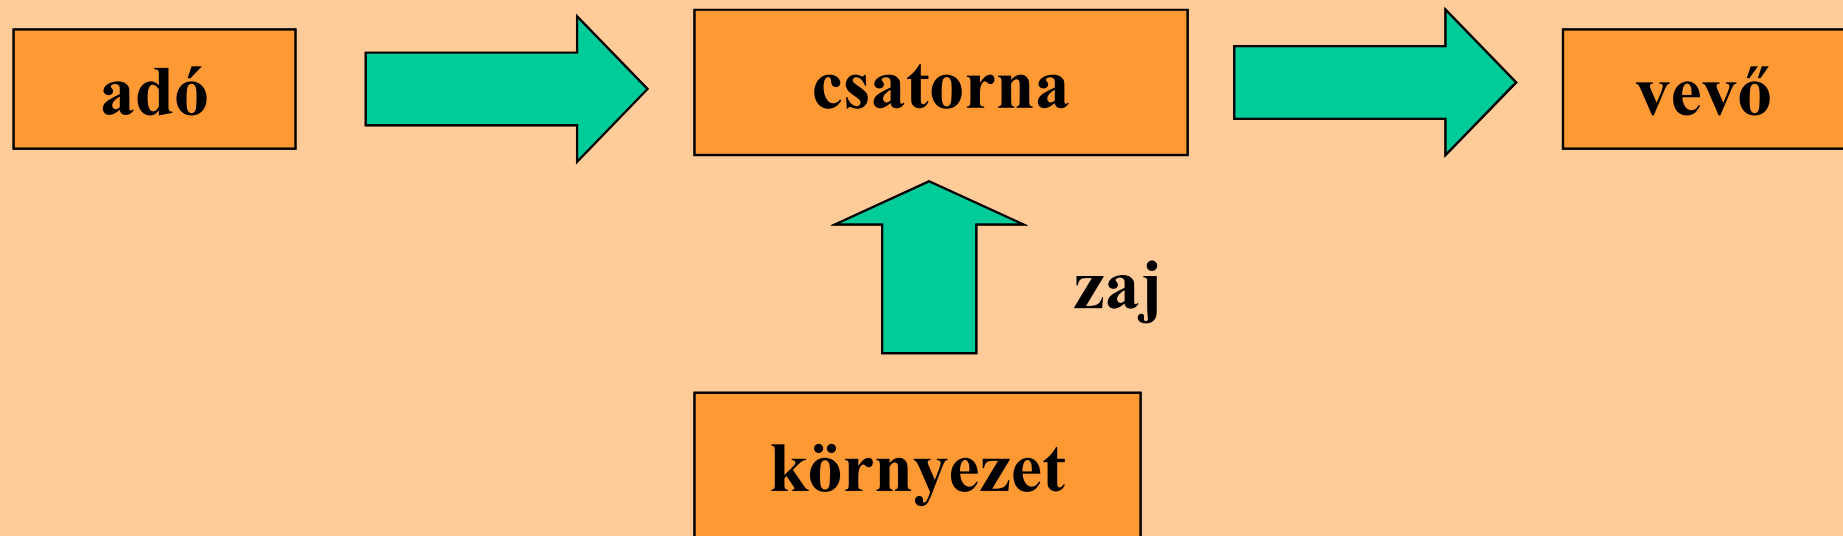 adó
csatorna
vevő
zaj
környezet